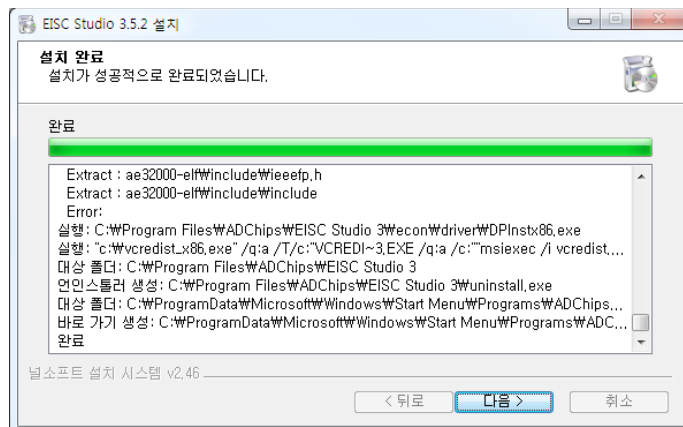 EISC Studio 3.5.2 설치
설치 완료
설치가 성공적으로 완료되었습니다.
완료
Extract : ae32000-elf₩include₩ieeefp.h
Extract : ae32000-elf₩include₩include
Error:
실행: C:₩Program Files₩ADChips₩EISC Studio 3₩econ₩driver₩DPInstx86.exe
실행: "c:₩vcredist_x86.exe" /q:a /T/c:"VCREDI~3.EXE /q:a /c:""msiexec /i vcredist,...
대상 폴더: C:₩Program Files₩ADChips₩EISC Studio 3
언인스톨러 생성: C:₩Program Files₩ADChips₩EISC Studio 3₩uninstall.exe
대상 폴더: C:₩ProgramData₩Microsoft₩Windows₩Start Menu₩Programs₩ADChips...
바로 가기 생성: C:₩ProgramData₩Microsoft₩Windows₩Start Menu₩Programs₩ADC...
완료
널소프트 설치 시스템 v2.46
< 뒤로 다음 > 취소